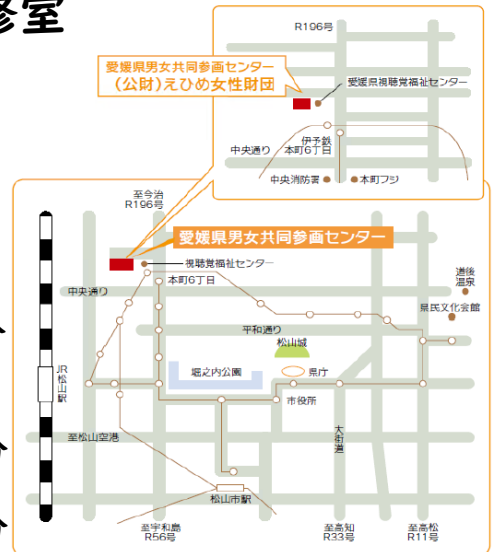 修室
R196号
愛媛県男女共同参画センター
(公財)えひめ女性財団
愛媛県視聴覚福祉センター
伊予鉄
本町6丁目
中央通り
中央消防署
本町フジ
至今治
R196号
愛媛県男女共同参画センター
視聴覚福祉センター
本町6丁目
中央通り
道後
温泉
県民文化会館
平和通り
松山城
JR
松山駅
堀之内公園
県庁
市役所
大街道
至松山空港
松山市駅
至宇和島
R56号
至高知
R33号
至高松
R11号